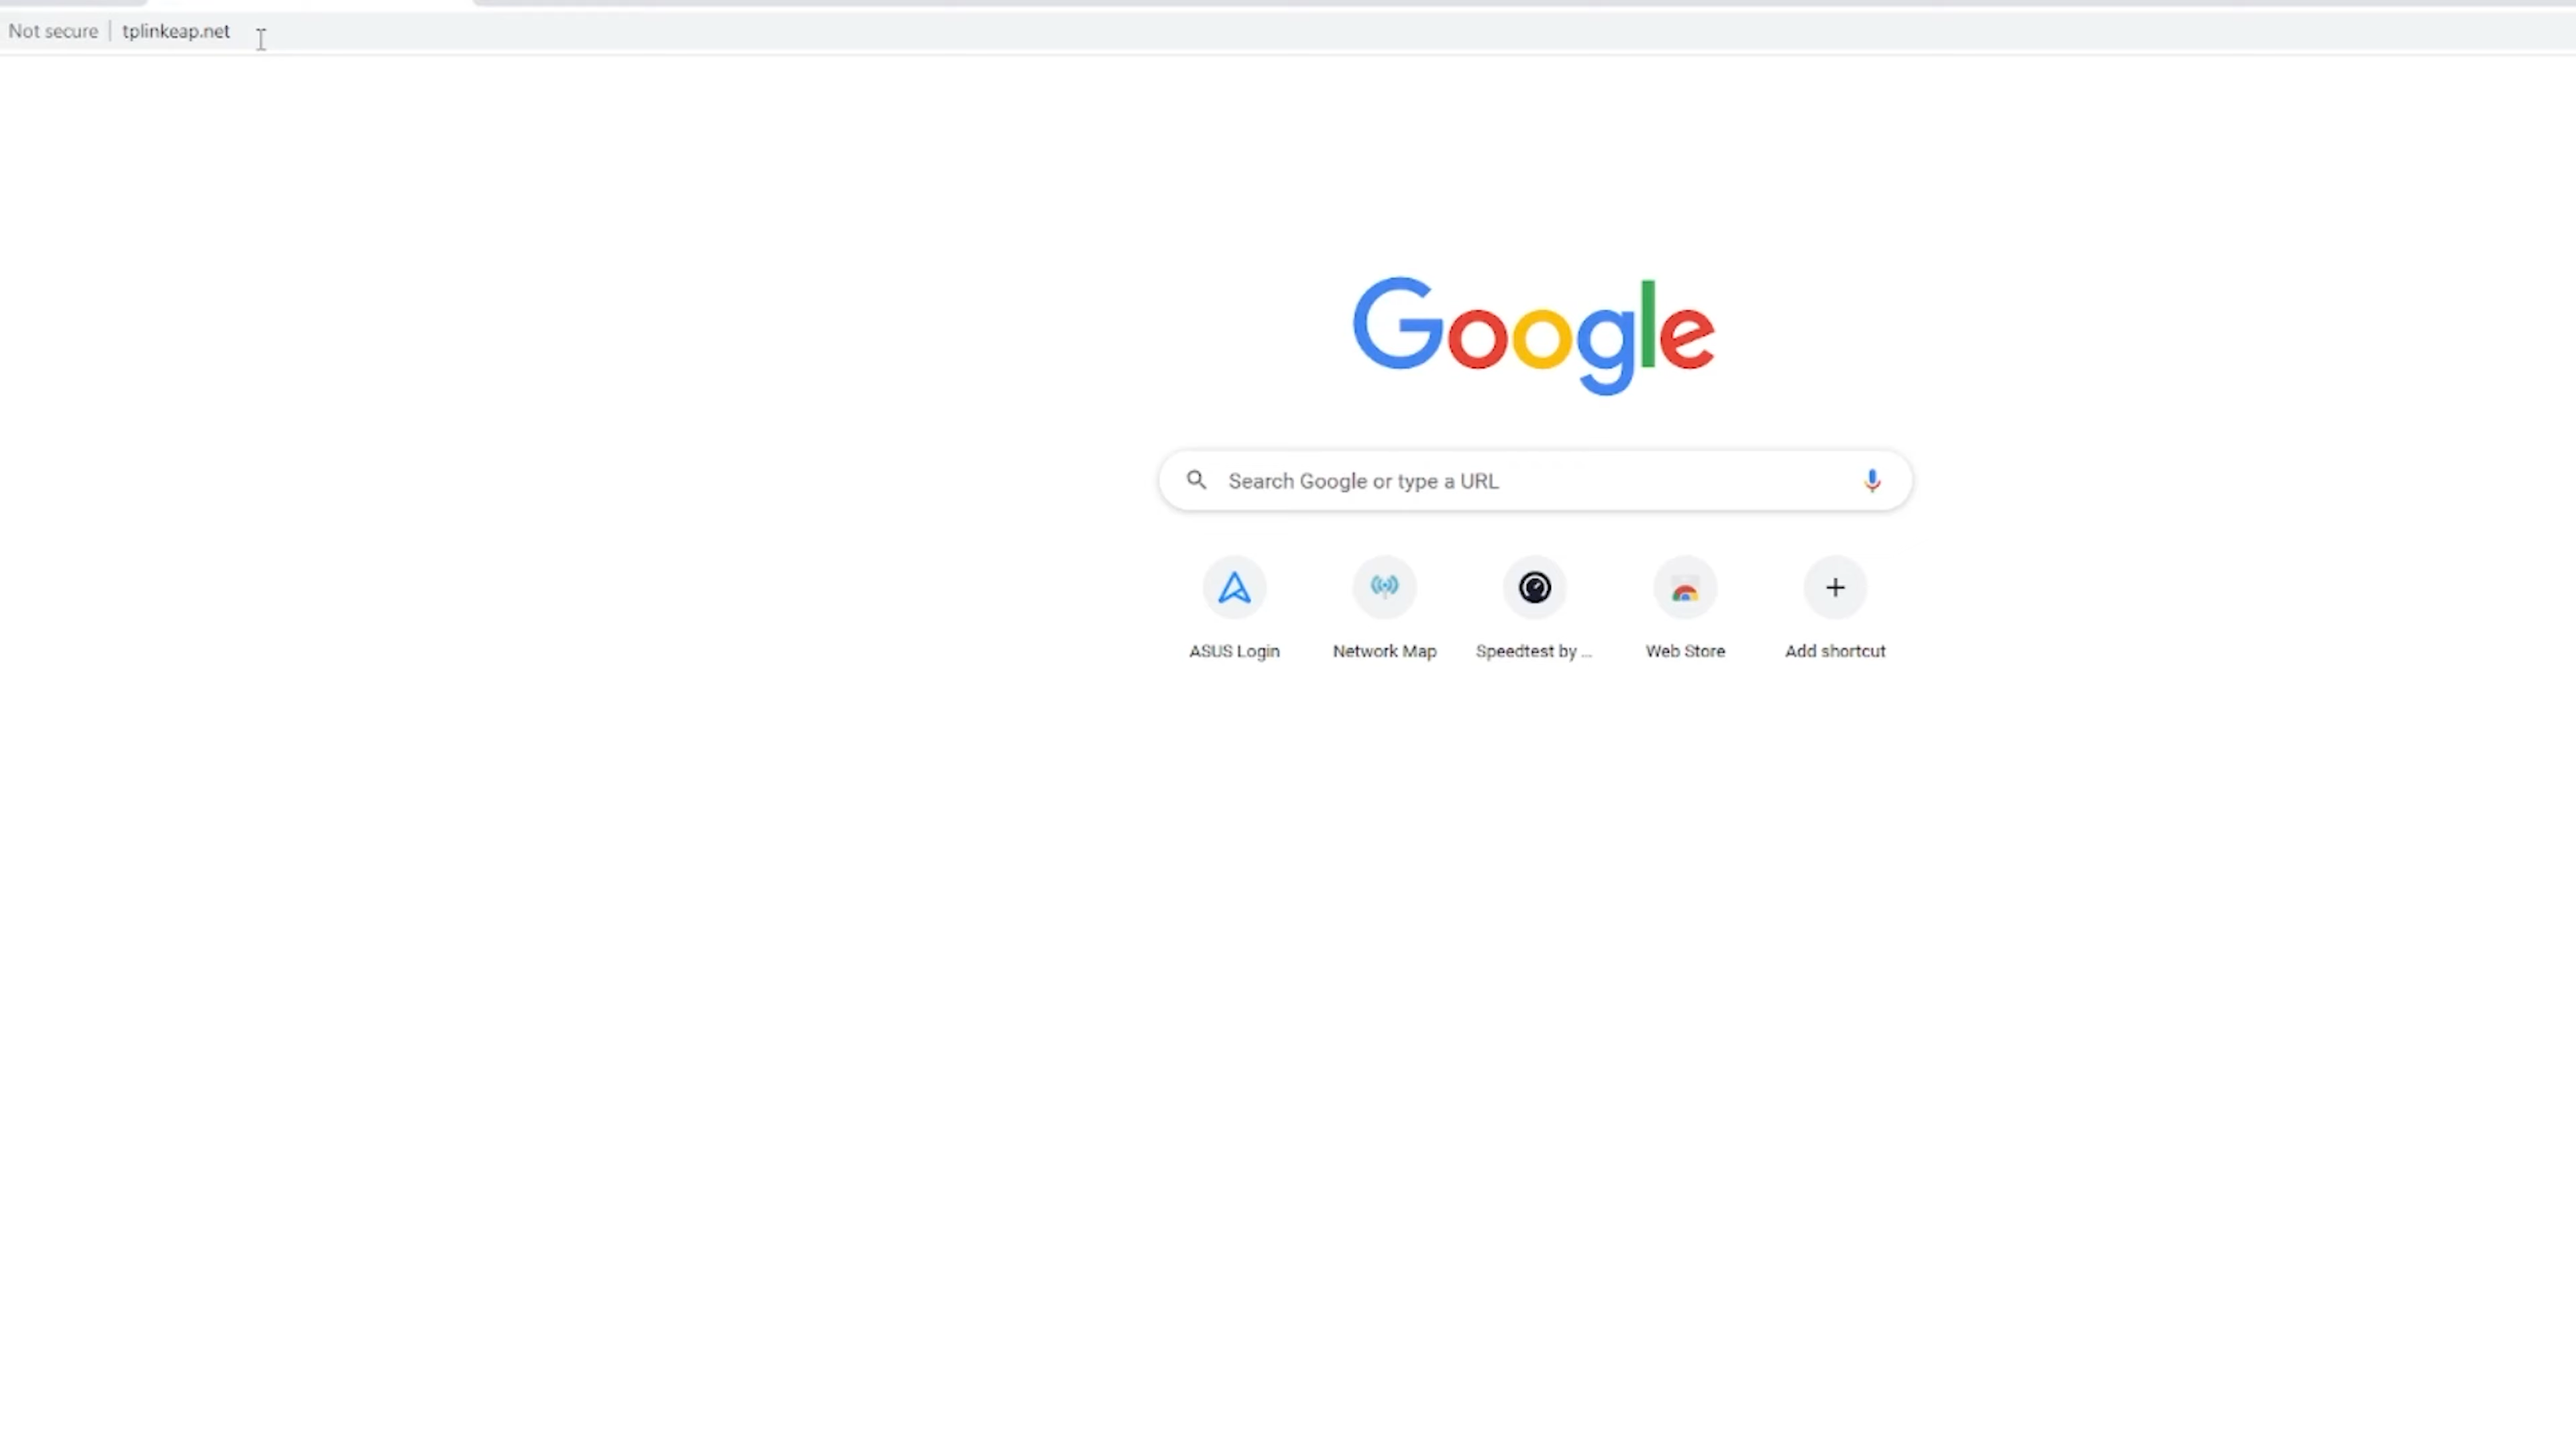 Not secure | tplinkeap.net
Google
Search Google or type a URL
ASUS Login
Network Map
Speedtest by ...
Web Store
Add shortcut